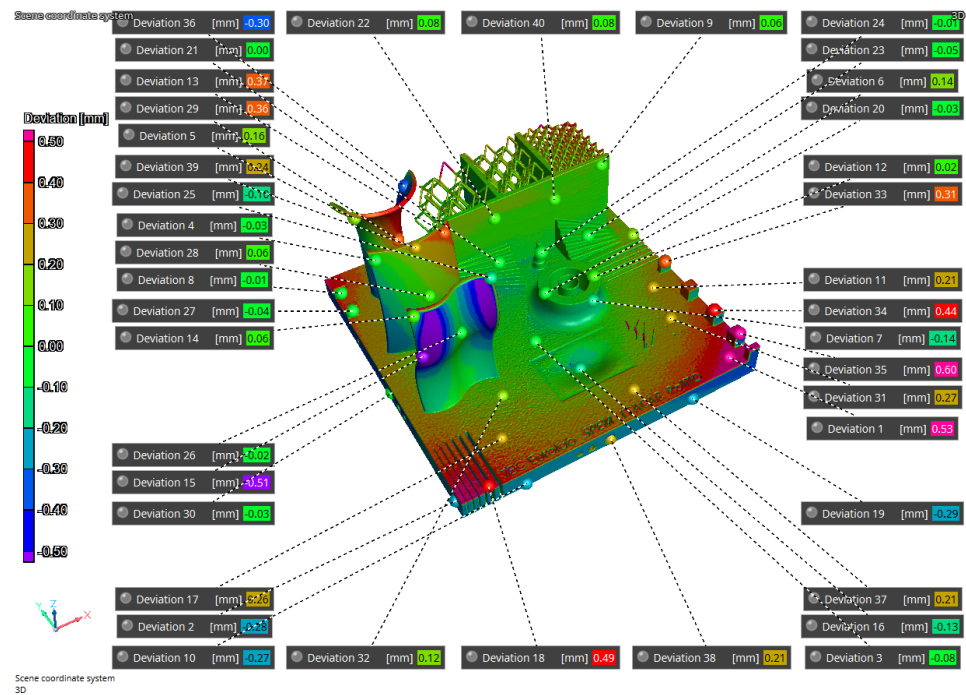 Scene coordinate system
3D
Deviation 36 [mm] -0.30
Deviation 22 [mm] 0.08
Deviation 40 [mm] 0.08
Deviation 9 [mm] 0.06
Deviation 24 [mm] -0.01
Deviation 21 [mm] 0.00
Deviation 23 [mm] -0.05
Deviation 13 [mm] 0.37
Deviation 6 [mm] 0.14
Deviation 29 [mm] 0.36
Deviation 20 [mm] -0.03
Deviation [mm]
Deviation 5 [mm] 0.16
Deviation 39 [mm] 0.24
Deviation 12 [mm] 0.02
Deviation 25 [mm] -0.10
Deviation 33 [mm] 0.31
Deviation 4 [mm] -0.03
Deviation 28 [mm] 0.06
Deviation 8 [mm] -0.01
Deviation 11 [mm] 0.21
Deviation 27 [mm] -0.04
Deviation 34 [mm] 0.44
Deviation 14 [mm] 0.06
Deviation 7 [mm] -0.14
Deviation 35 [mm] 0.60
Deviation 31 [mm] 0.27
Deviation 1 [mm] 0.53
0.50
0.40
0.30
0.20
0.10
0.00
-0.10
-0.20
-0.30
-0.40
-0.50
Deviation 26 [mm] -0.02
Deviation 15 [mm] -0.51
Deviation 30 [mm] -0.03
Deviation 19 [mm] -0.29
Deviation 17 [mm] 0.26
Deviation 37 [mm] 0.21
Deviation 2 [mm] -0.28
Deviation 16 [mm] -0.13
Deviation 10 [mm] -0.27
Deviation 32 [mm] 0.12
Deviation 18 [mm] 0.49
Deviation 38 [mm] 0.21
Deviation 3 [mm] -0.08
Y Z X
Scene coordinate system
3D